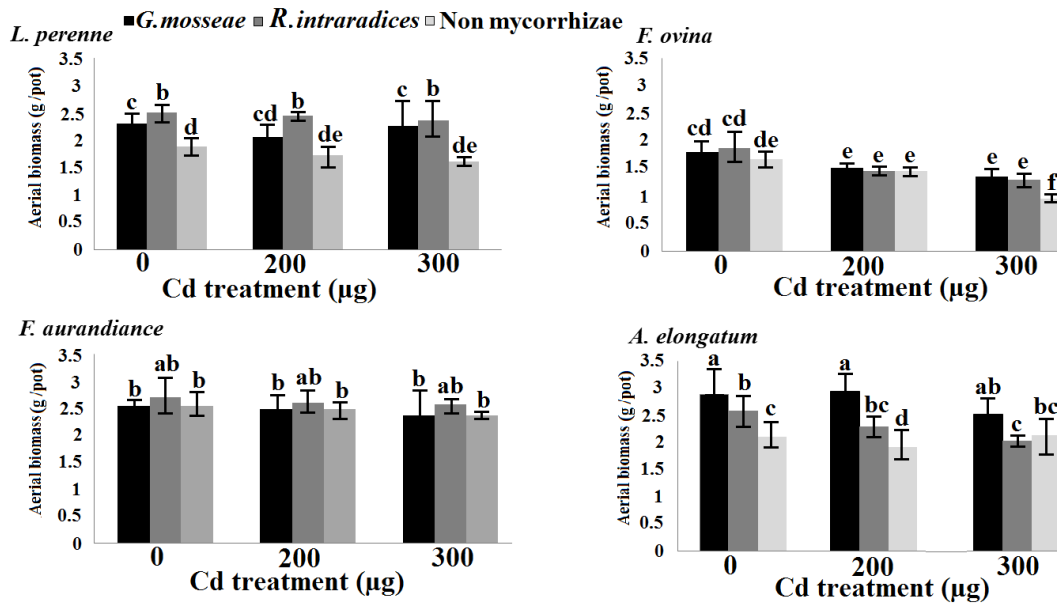 G.mosseae R.intraradices Non mycorrhizae
L. perenne
Aerial biomass (g /pot)
3.5
3
2.5
2
1.5
1
0.5
0
c b d
cd b de
c b de
0 200 300
Cd treatment (µg)
F. ovina
Aerial biomass (g /pot)
3.5
3
2.5
2
1.5
1
0.5
0
cd cd de
e e e
e e f
0 200 300
Cd treatment (µg)
F. aurandiance
Aerial biomass (g /pot)
3.5
3
2.5
2
1.5
1
0.5
0
b ab b
b ab b
b ab b
0 200 300
Cd treatment (µg)
A. elongatum
Aerial biomass (g /pot)
3.5
3
2.5
2
1.5
1
0.5
0
a b c
a bc d
ab c bc
0 200 300
Cd treatment (µg)